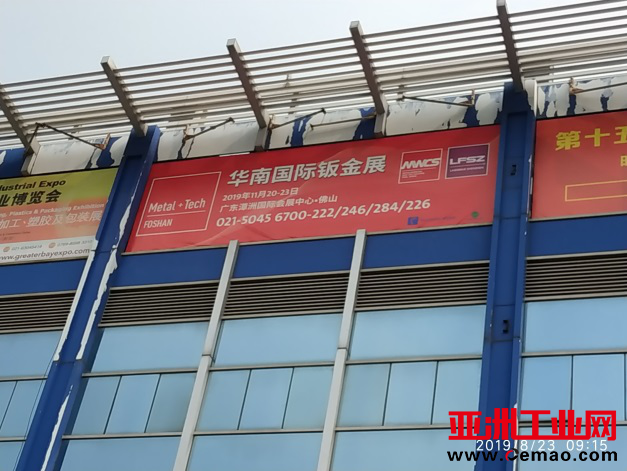 ndustrial Expo
业博览会
Plastics & Packaging Exhibition
加工·塑胶及包装展
www.greaterbayexpo.com
Metal + Tech
FOSHAN
华南国际钣金展
2019年11月20-23日
广东潭洲国际会展中心·佛山
021-5045 6700-222/246/284/226
MWCS
LFSZ
第十五
亚洲工业网
2019/8/23 09:15
www.Cemao.com